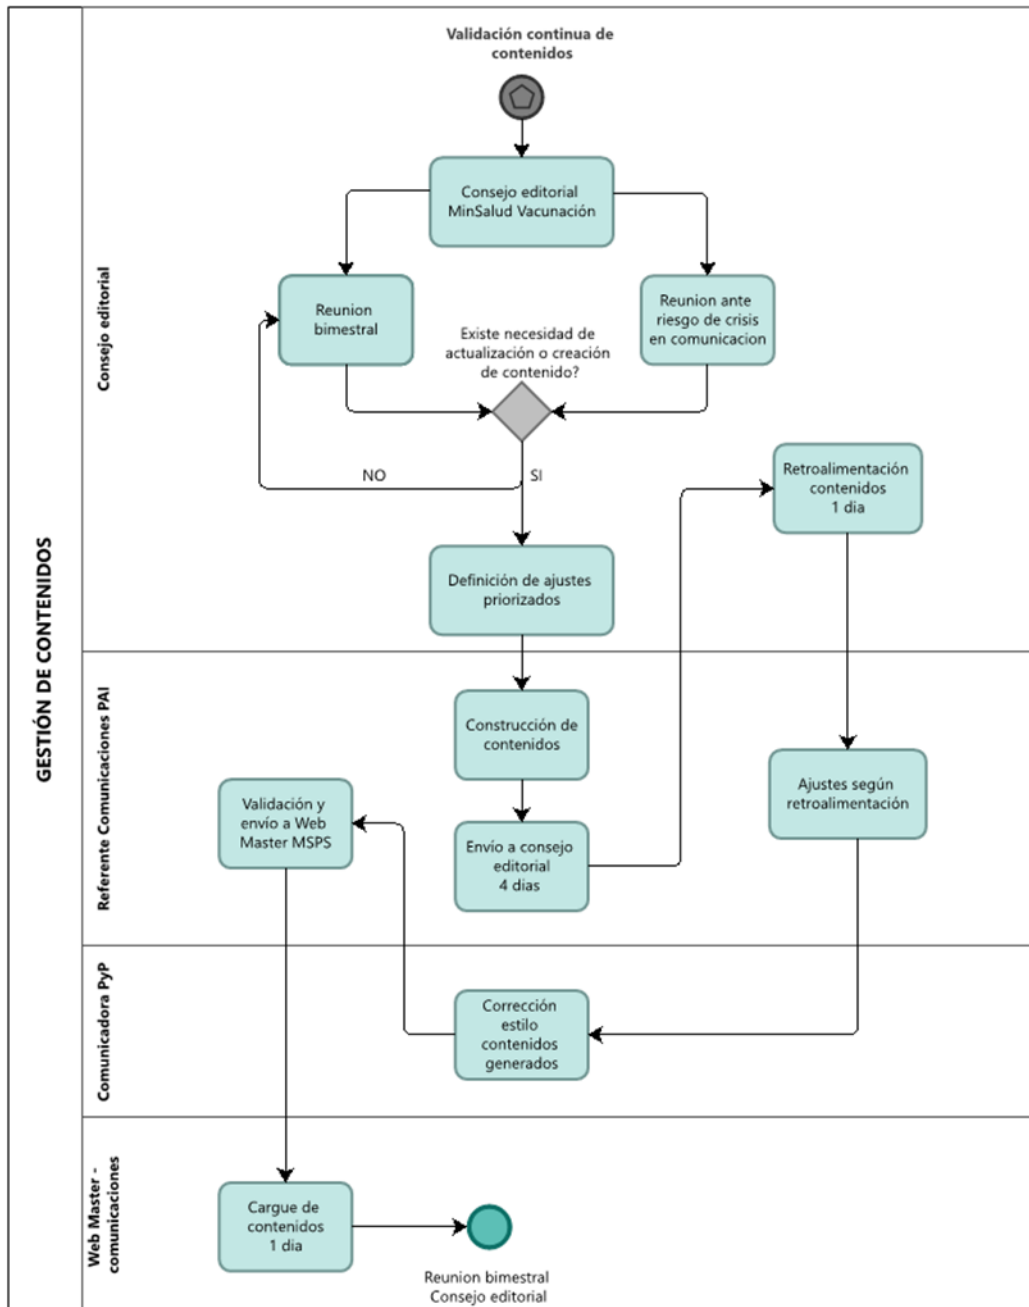 GESTIÓN DE CONTENIDOS
Consejo editorial
Validación continua de
contenidos
Consejo editorial
MinSalud Vacunación
Reunion
bimestral
Reunion ante
riesgo de crisis
en comunicacion
Existe necesidad de
actualización o creación
de contenido?
NO
SI
Retroalimentación
contenidos
1 dia
Definición de ajustes
priorizados
Referente Comunicaciones PAI
Construcción de
contenidos
Ajustes según
retroalimentación
Validación y
envío a Web
Master MSPS
Envío a consejo
editorial
4 dias
Comunicadora PyP
Corrección
estilo
contenidos
generados
Web Master -
comunicaciones
Cargue de
contenidos
1 dia
Reunion bimestral
Consejo editorial